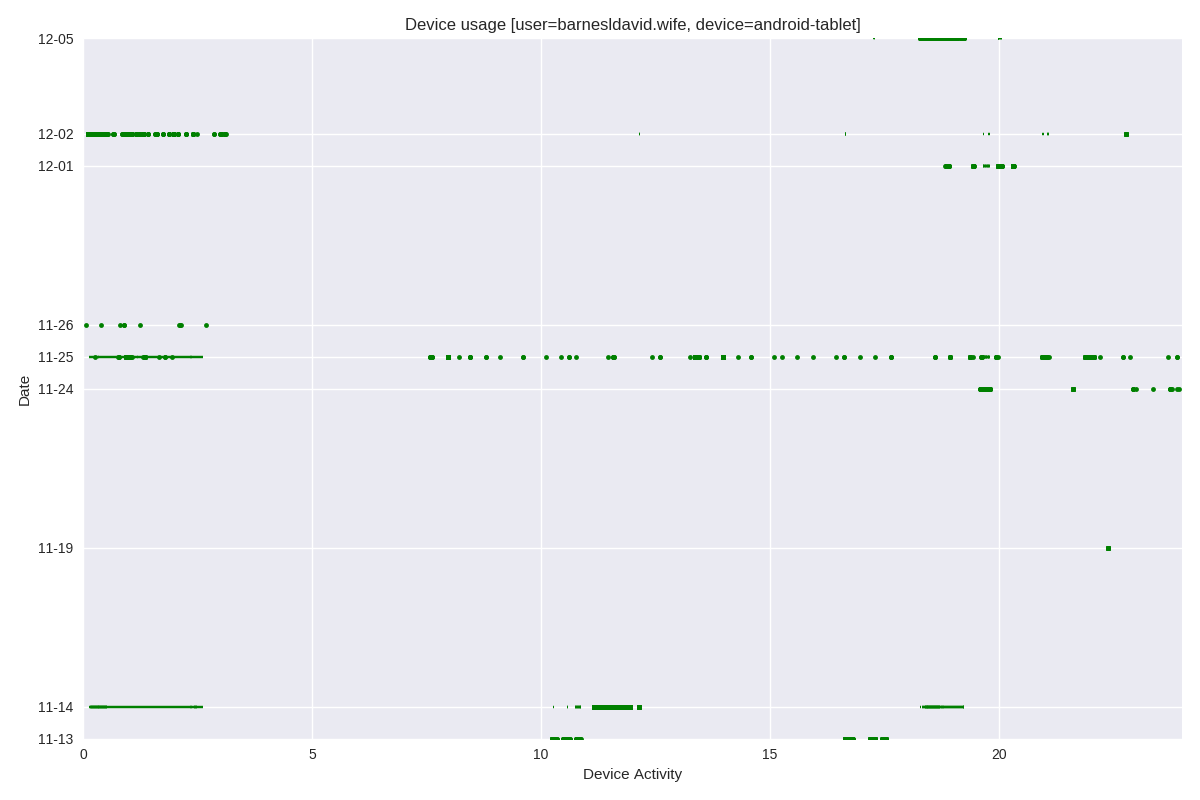 Device usage [user=barnesldavid.wife, device=android-tablet]
12-05
12-02
12-01
11-26
11-25
11-24
11-19
11-14
11-13
Date
0 5 10 15 20
Device Activity